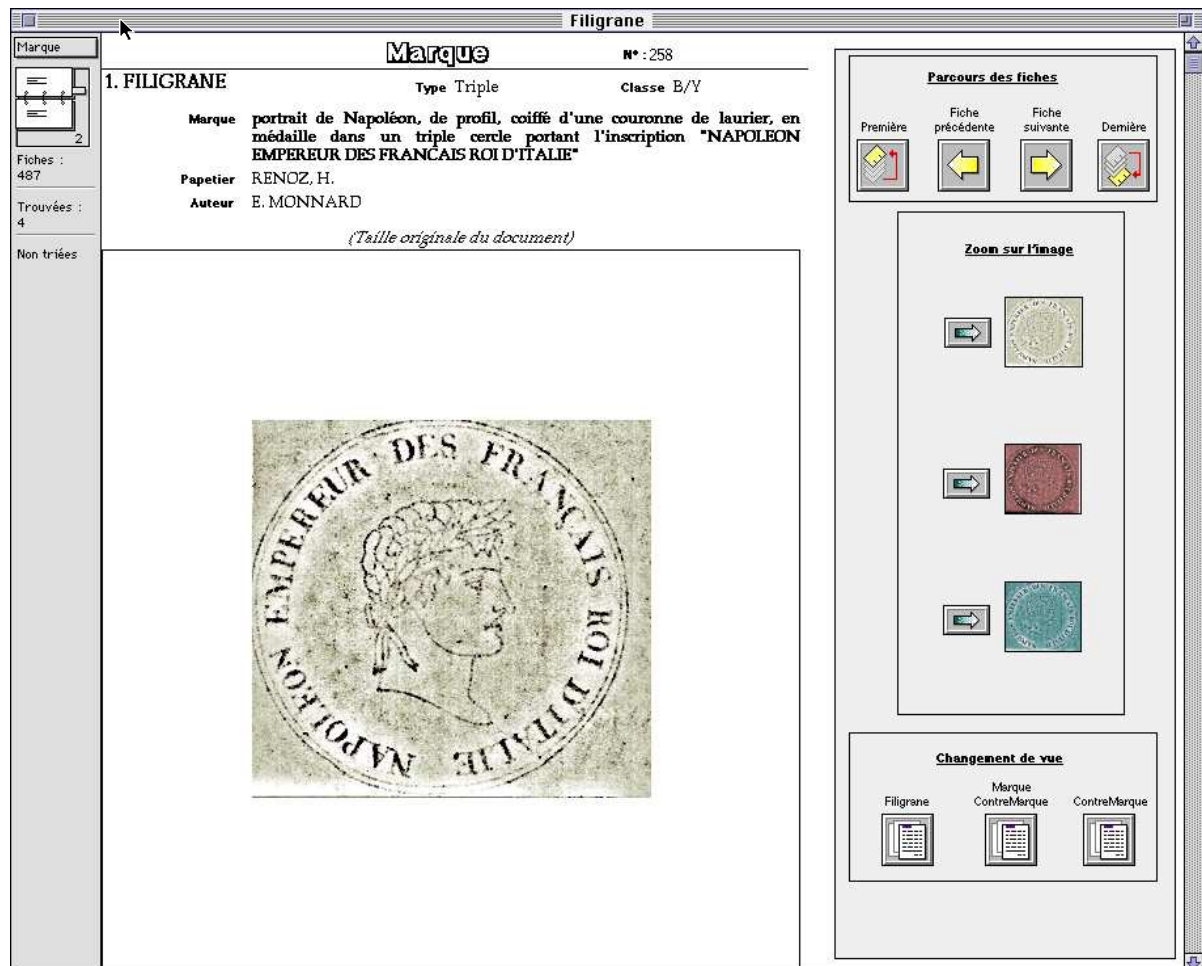 Filigrane
Marque
2
Fiches :
487
Trouvées :
4
Non triées
Marque
N° : 258
1. FILIGRANE
Type Triple
Classe B/Y
Marque portrait de Napoléon, de profil, coiffé d'une couronne de laurier, en
médaille dans un triple cercle portant l'inscription "NAPOLEON
EMPEREUR DES FRANCAIS ROI D'ITALIE"
Papetier RENOZ, H.
Auteur E. MONNARD
(Taille originale du document)
NAPOLEON EMPEREUR DES FRANÇAIS ROI D'ITALIE
Parcours des fiches
Première
Fiche
précédente
Fiche
suivante
Dernière
Zoom sur l'image
Changement de vue
Filigrane
Marque
ContreMarque
ContreMarque